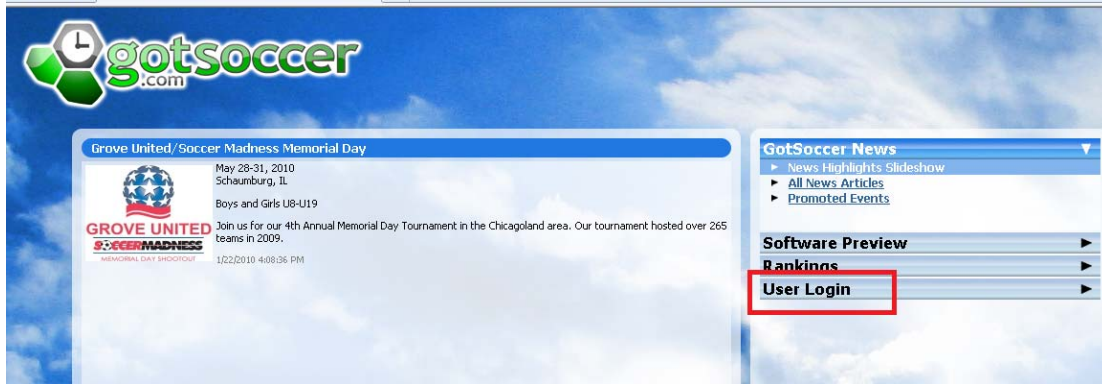 gotsoccer
.com
Grove United/Soccer Madness Memorial Day
May 28-31, 2010
Schaumburg, IL
Boys and Girls U8-U19
Join us for our 4th Annual Memorial Day Tournament in the Chicagoland area. Our tournament hosted over 265
teams in 2009.
1/22/2010 4:08:36 PM
GROVE UNITED
SOCCERMADNESS
MEMORIAL DAY SHOOTOUT
GotSoccer News
News Highlights Slideshow
All News Articles
Promoted Events
Software Preview
Rankings
User Login